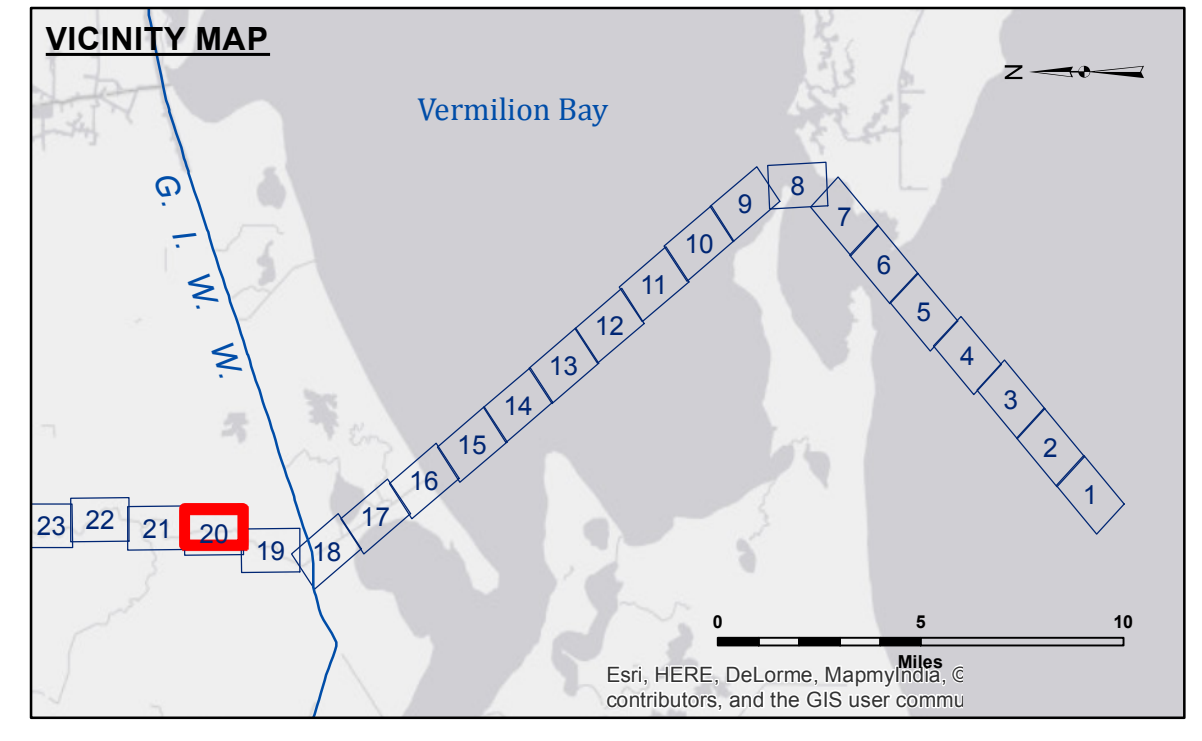 VICINITY MAP
N
Vermilion Bay
G. I. W. W.
8
9
7
10
6
11
5
12
4
13
3
14
2
15
16
1
17
23
22
21
20
19
18
0 5 10
Miles
Esri, HERE, DeLorme, MapmyIndia, ©
contributors, and the GIS user commu